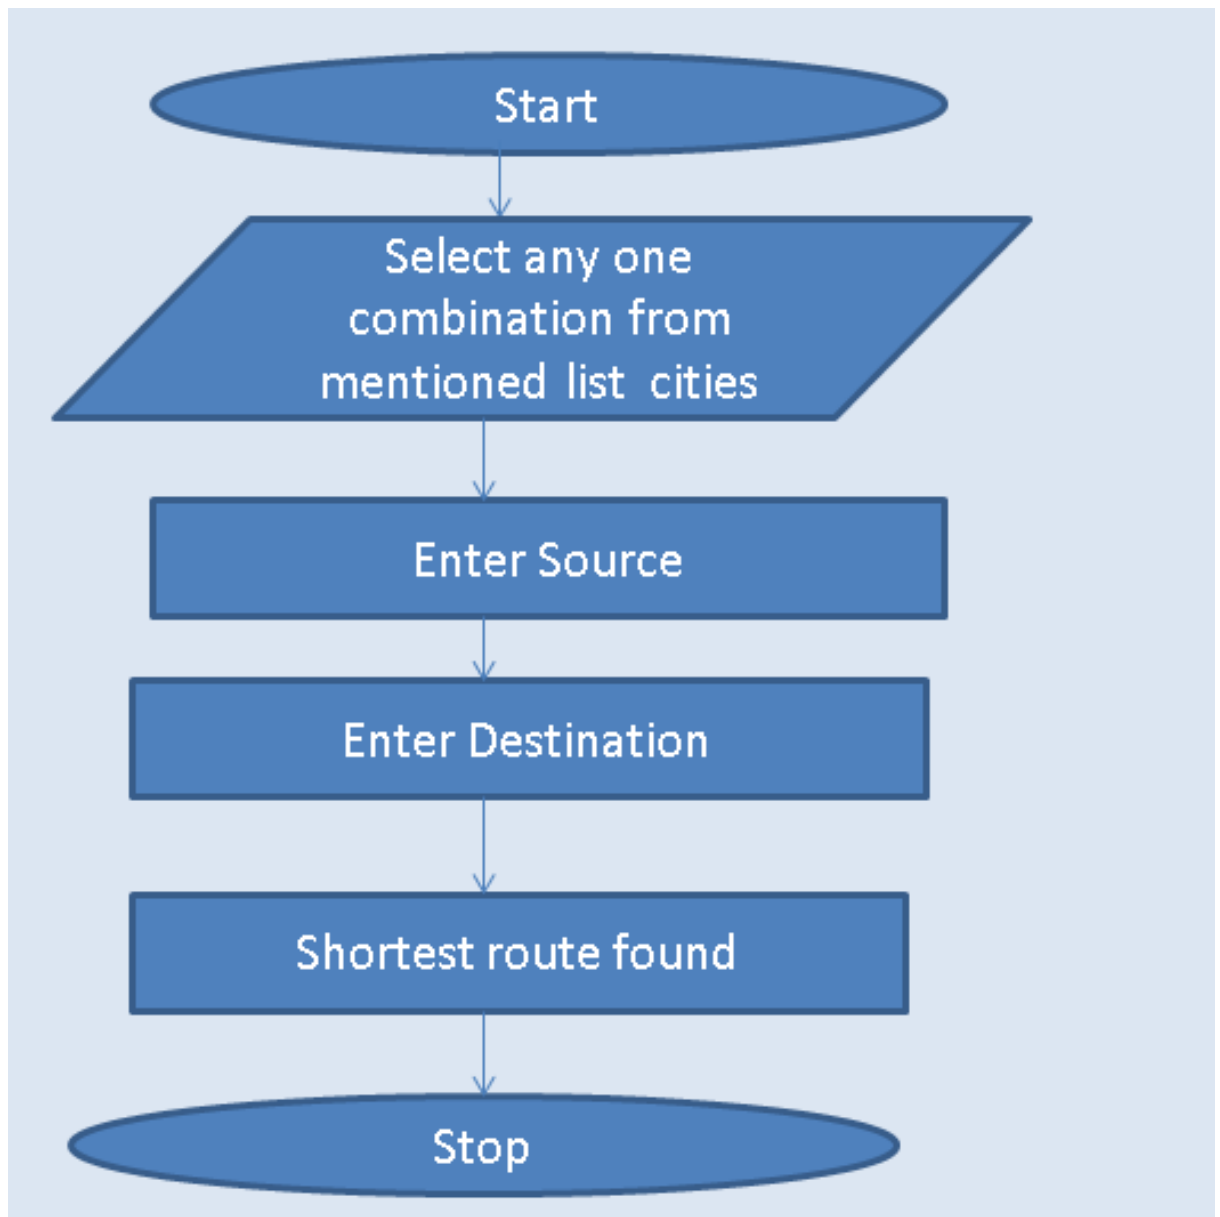 Start
Select any one
combination from
mentioned list cities
Enter Source
Enter Destination
Shortest route found
Stop